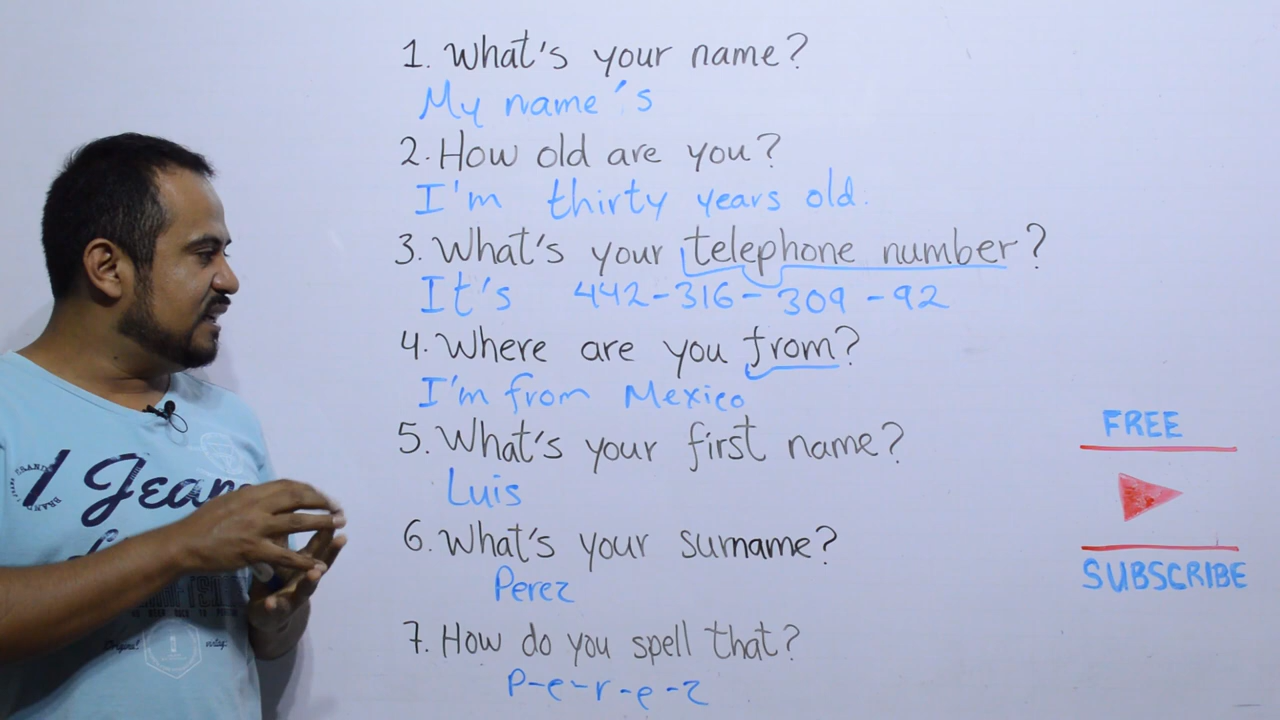 1. What's your name?
My name's
2. How old are you?
I'm thirty years old.
3. What's your telephone number?
It's 442-316-309-92
4. Where are you from?
I'm from Mexico
5. What's your first name?
Luis
6. What's your surname?
Perez
7. How do you spell that?
P-e-r-e-z
FREE
SUBSCRIBE
Jeans
Original